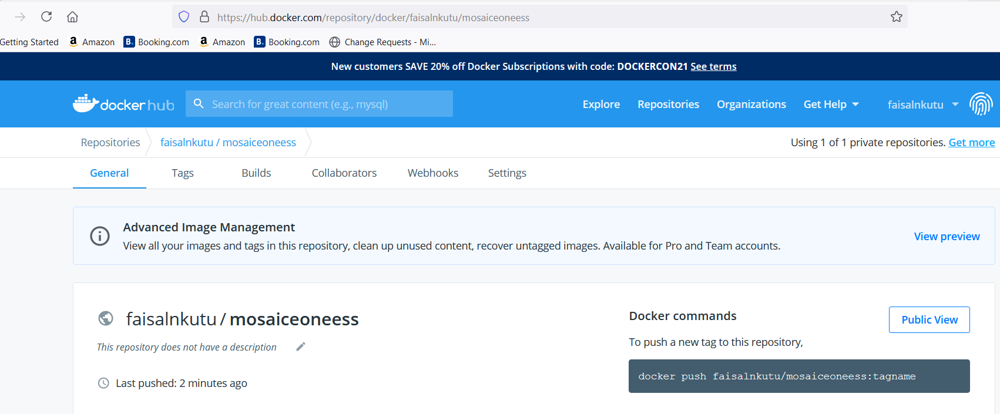 https://hub.docker.com/repository/docker/faisalnkutu/mosaiceoneess
Getting Started Amazon Booking.com Amazon Booking.com Change Requests - Mi...
New customers SAVE 20% off Docker Subscriptions with code: DOCKERCON21 See terms
docker hub Search for great content (e.g., mysql) Explore Repositories Organizations Get Help faisalnkutu
Repositories faisalnkutu / mosaiceoneess Using 1 of 1 private repositories. Get more
General Tags Builds Collaborators Webhooks Settings
Advanced Image Management
View all your images and tags in this repository, clean up unused content, recover untagged images. Available for Pro and Team accounts.
View preview
faisalnkutu / mosaiceoneess
This repository does not have a description
Last pushed: 2 minutes ago
Docker commands
Public View
To push a new tag to this repository,
docker push faisalnkutu/mosaiceoneess:tagname